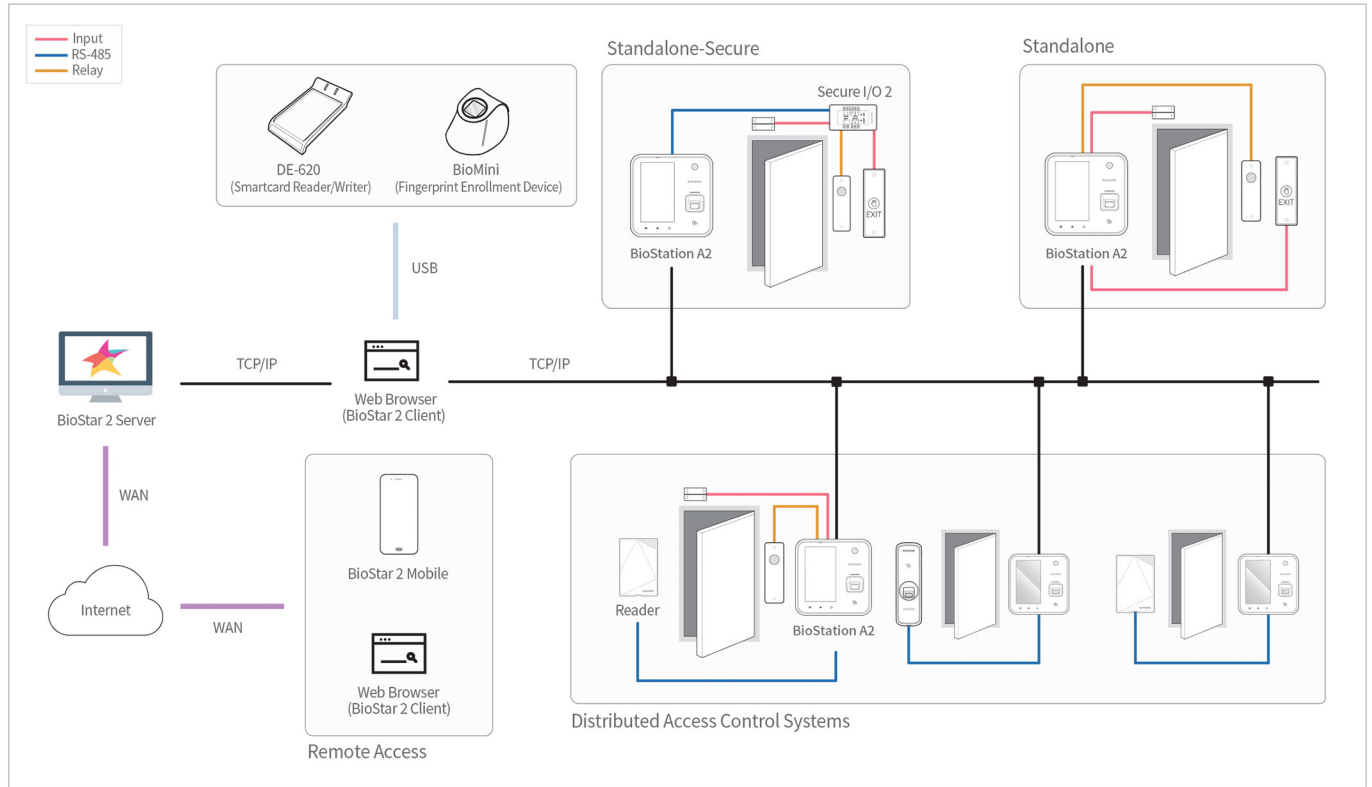 Input
RS-485
Relay
Standalone-Secure
Standalone
Secure I/O 2
DE-620
(Smartcard Reader/Writer)
BioMini
(Fingerprint Enrollment Device)
EXIT
BioStation A2
EXIT
BioStation A2
USB
TCP/IP
TCP/IP
BioStar 2 Server
Web Browser
(BioStar 2 Client)
WAN
Internet
WAN
BioStar 2 Mobile
Web Browser
(BioStar 2 Client)
Remote Access
Reader
BioStation A2
Distributed Access Control Systems